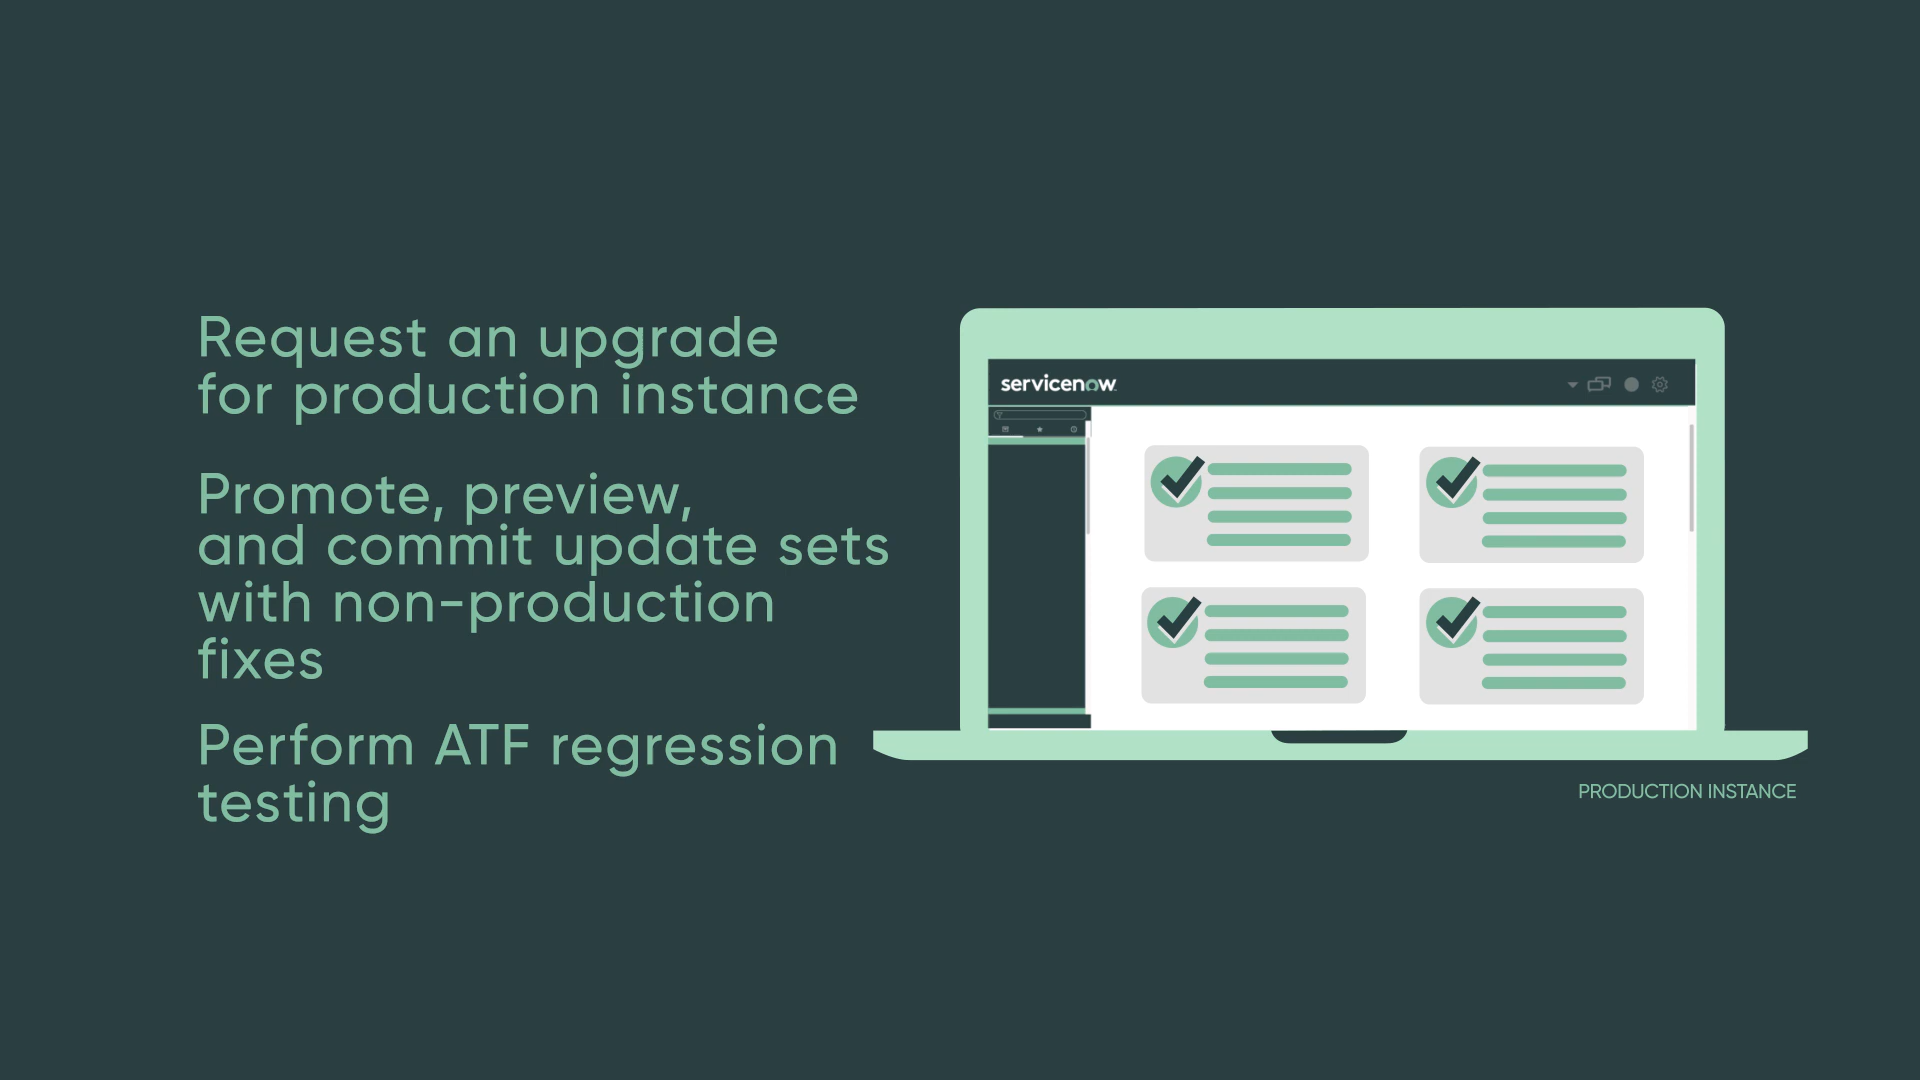 Request an upgrade
for production instance
Promote, preview,
and commit update sets
with non-production
fixes
Perform ATF regression
testing
servicenow
PRODUCTION INSTANCE